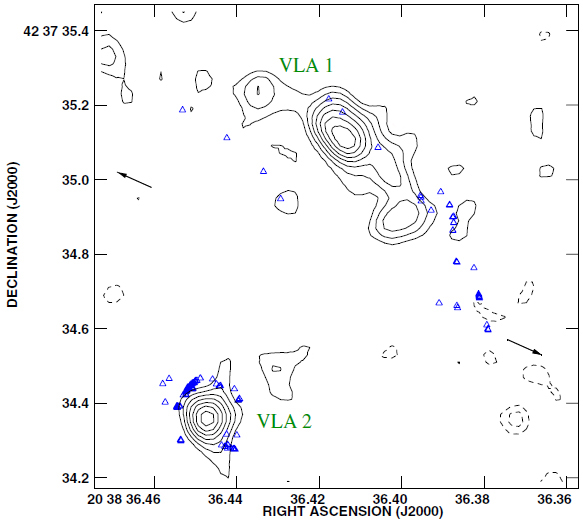 42 37 35.4
VLA 1
35.2
35.0
34.8
DECLINATION (J2000)
34.6
34.4
VLA 2
34.2
20 38 36.46 36.44 36.42 36.40 36.38 36.36
RIGHT ASCENSION (J2000)